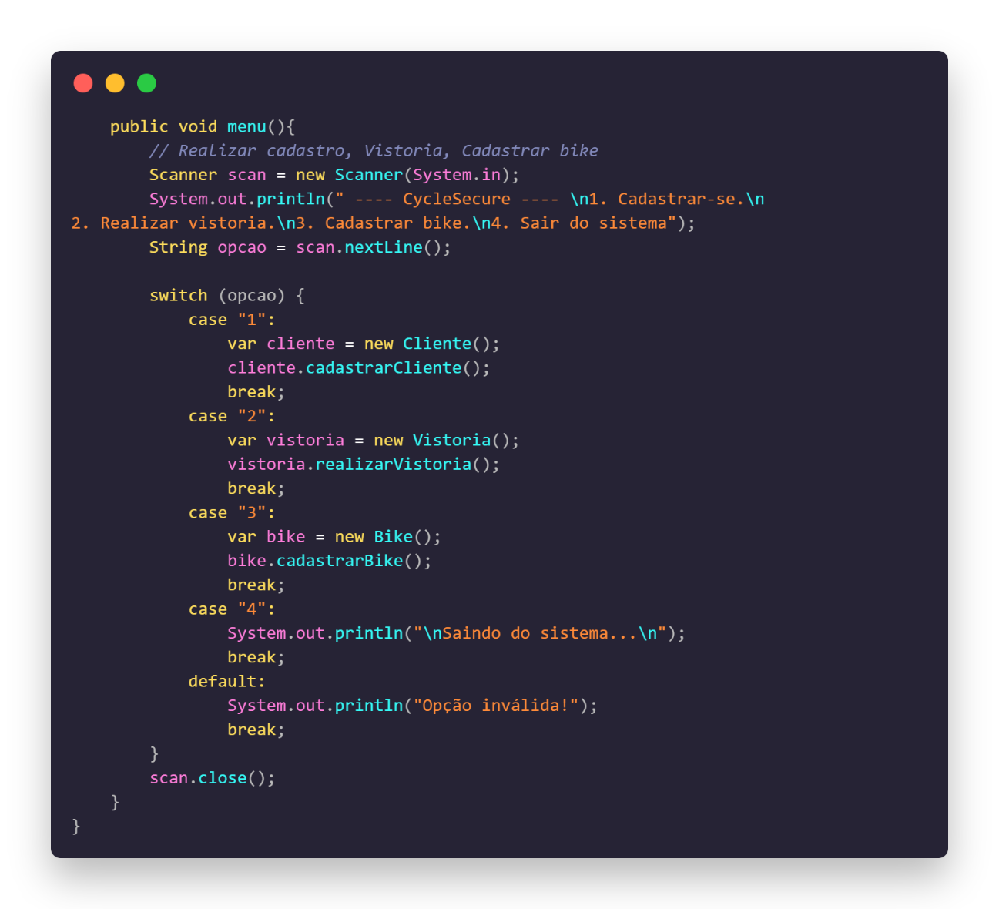 public void menu(){
        // Realizar cadastro, Vistoria, Cadastrar bike
        Scanner scan = new Scanner(System.in);
        System.out.println(" ---- CycleSecure ---- \n1. Cadastrar-se.\n
2. Realizar vistoria.\n3. Cadastrar bike.\n4. Sair do sistema");
        String opcao = scan.nextLine();

        switch (opcao) {
            case "1":
                var cliente = new Cliente();
                cliente.cadastrarCliente();
                break;
            case "2":
                var vistoria = new Vistoria();
                vistoria.realizarVistoria();
                break;
            case "3":
                var bike = new Bike();
                bike.cadastrarBike();
                break;
            case "4":
                System.out.println("\nSaindo do sistema...\n");
                break;
            default:
                System.out.println("Opção inválida!");
                break;
        }
        scan.close();
    }
}